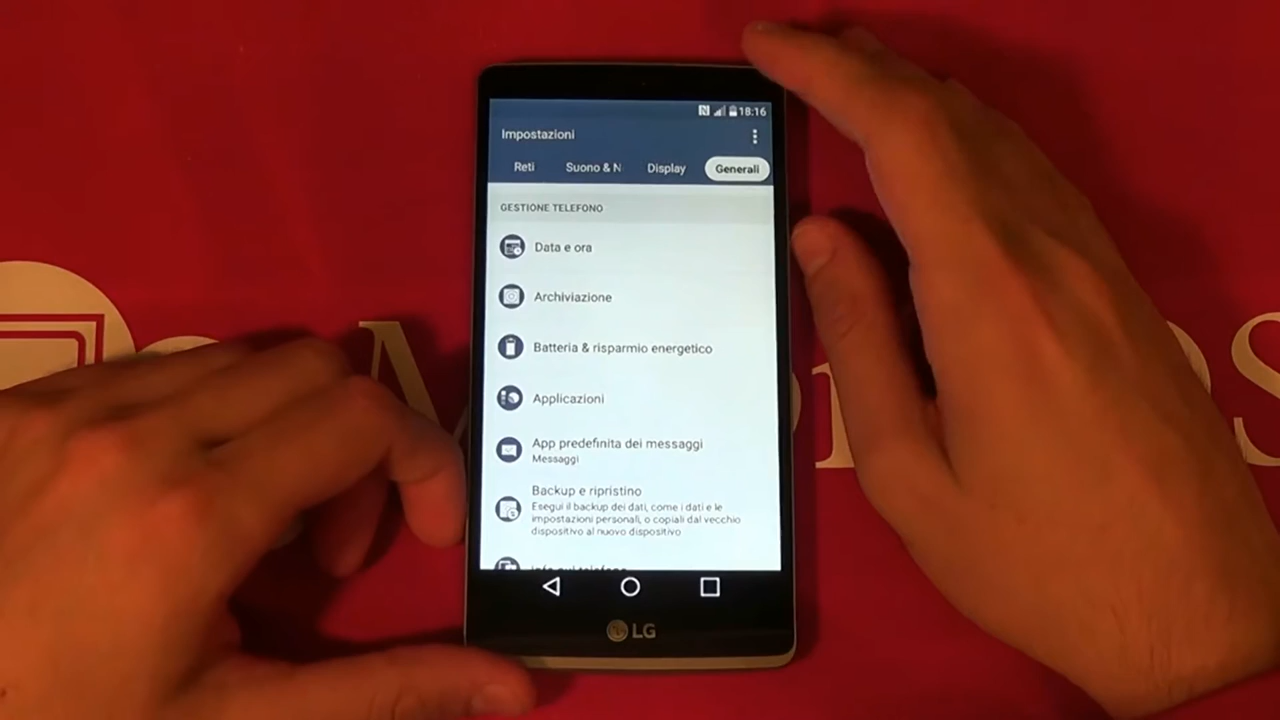 18:16
Impostazioni
Reti Suono & N Display Generali
GESTIONE TELEFONO
Data e ora
Archiviazione
Batteria & risparmio energetico
Applicazioni
App predefinita dei messaggi
Messaggi
Backup e ripristino
Esegui il backup dei dati, come i dati e le
impostazioni personali, o copiali dal vecchio
dispositivo al nuovo dispositivo
LG